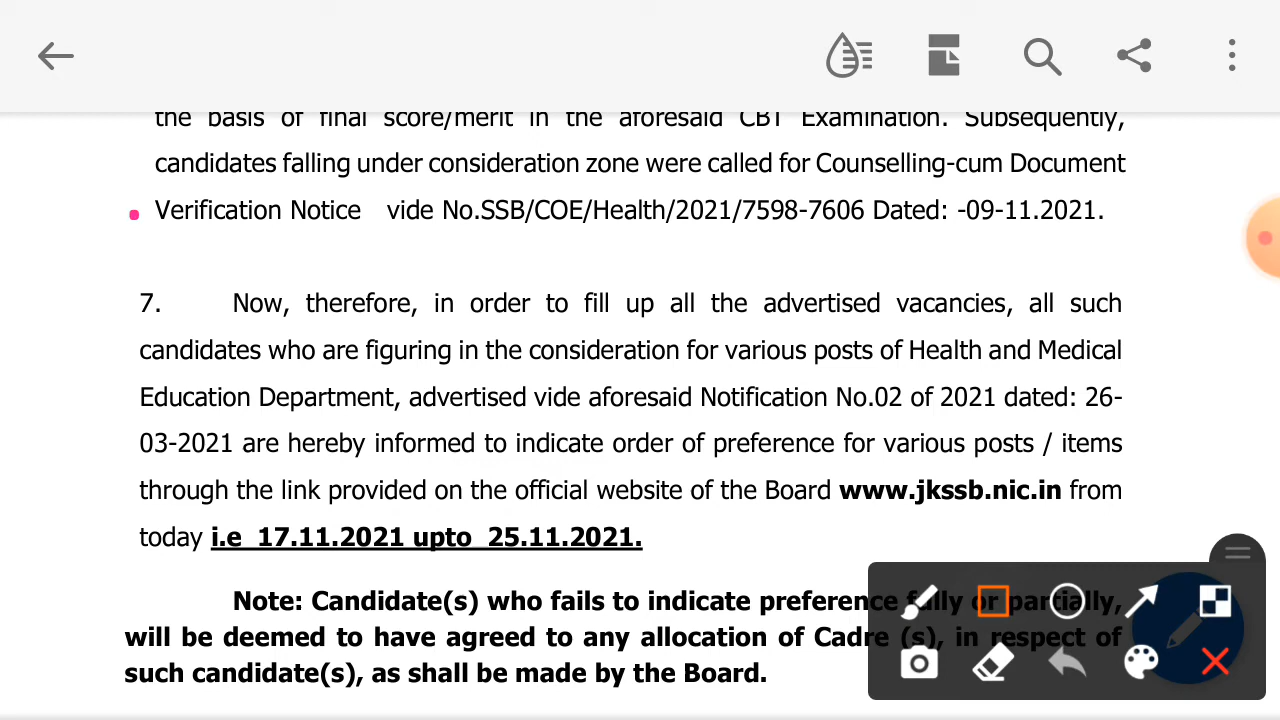 the basis of final score/merit in the aforesaid CBT Examination. Subsequently,
candidates falling under consideration zone were called for Counselling-cum Document
Verification Notice vide No.SSB/COE/Health/2021/7598-7606 Dated: -09-11.2021.
7. Now, therefore, in order to fill up all the advertised vacancies, all such
candidates who are figuring in the consideration for various posts of Health and Medical
Education Department, advertised vide aforesaid Notification No.02 of 2021 dated: 26-
03-2021 are hereby informed to indicate order of preference for various posts / items
through the link provided on the official website of the Board www.jkssb.nic.in from
today i.e 17.11.2021 upto 25.11.2021.
Note: Candidate(s) who fails to indicate preference fully or partially,
will be deemed to have agreed to any allocation of Cadre (s), in respect of
such candidate(s), as shall be made by the Board.